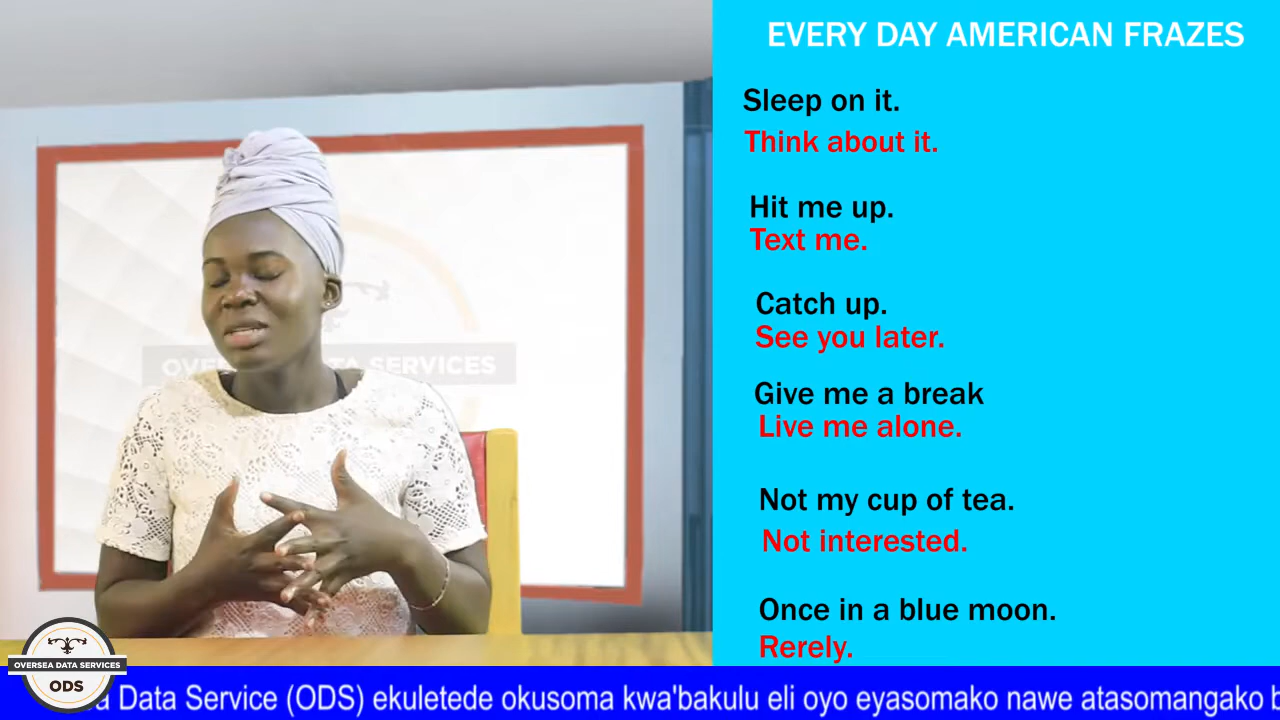 EVERY DAY AMERICAN FRAZES
Sleep on it.
Think about it.
Hit me up.
Text me.
Catch up.
See you later.
Give me a break
Live me alone.
Not my cup of tea.
Not interested.
Once in a blue moon.
Rerely.
SERVICES
OVERSEA DATA SERVICES
ODS
Data Service (ODS) ekuletede okusoma kwa'bakulu eli oyo eyasomako nawe atasomangako